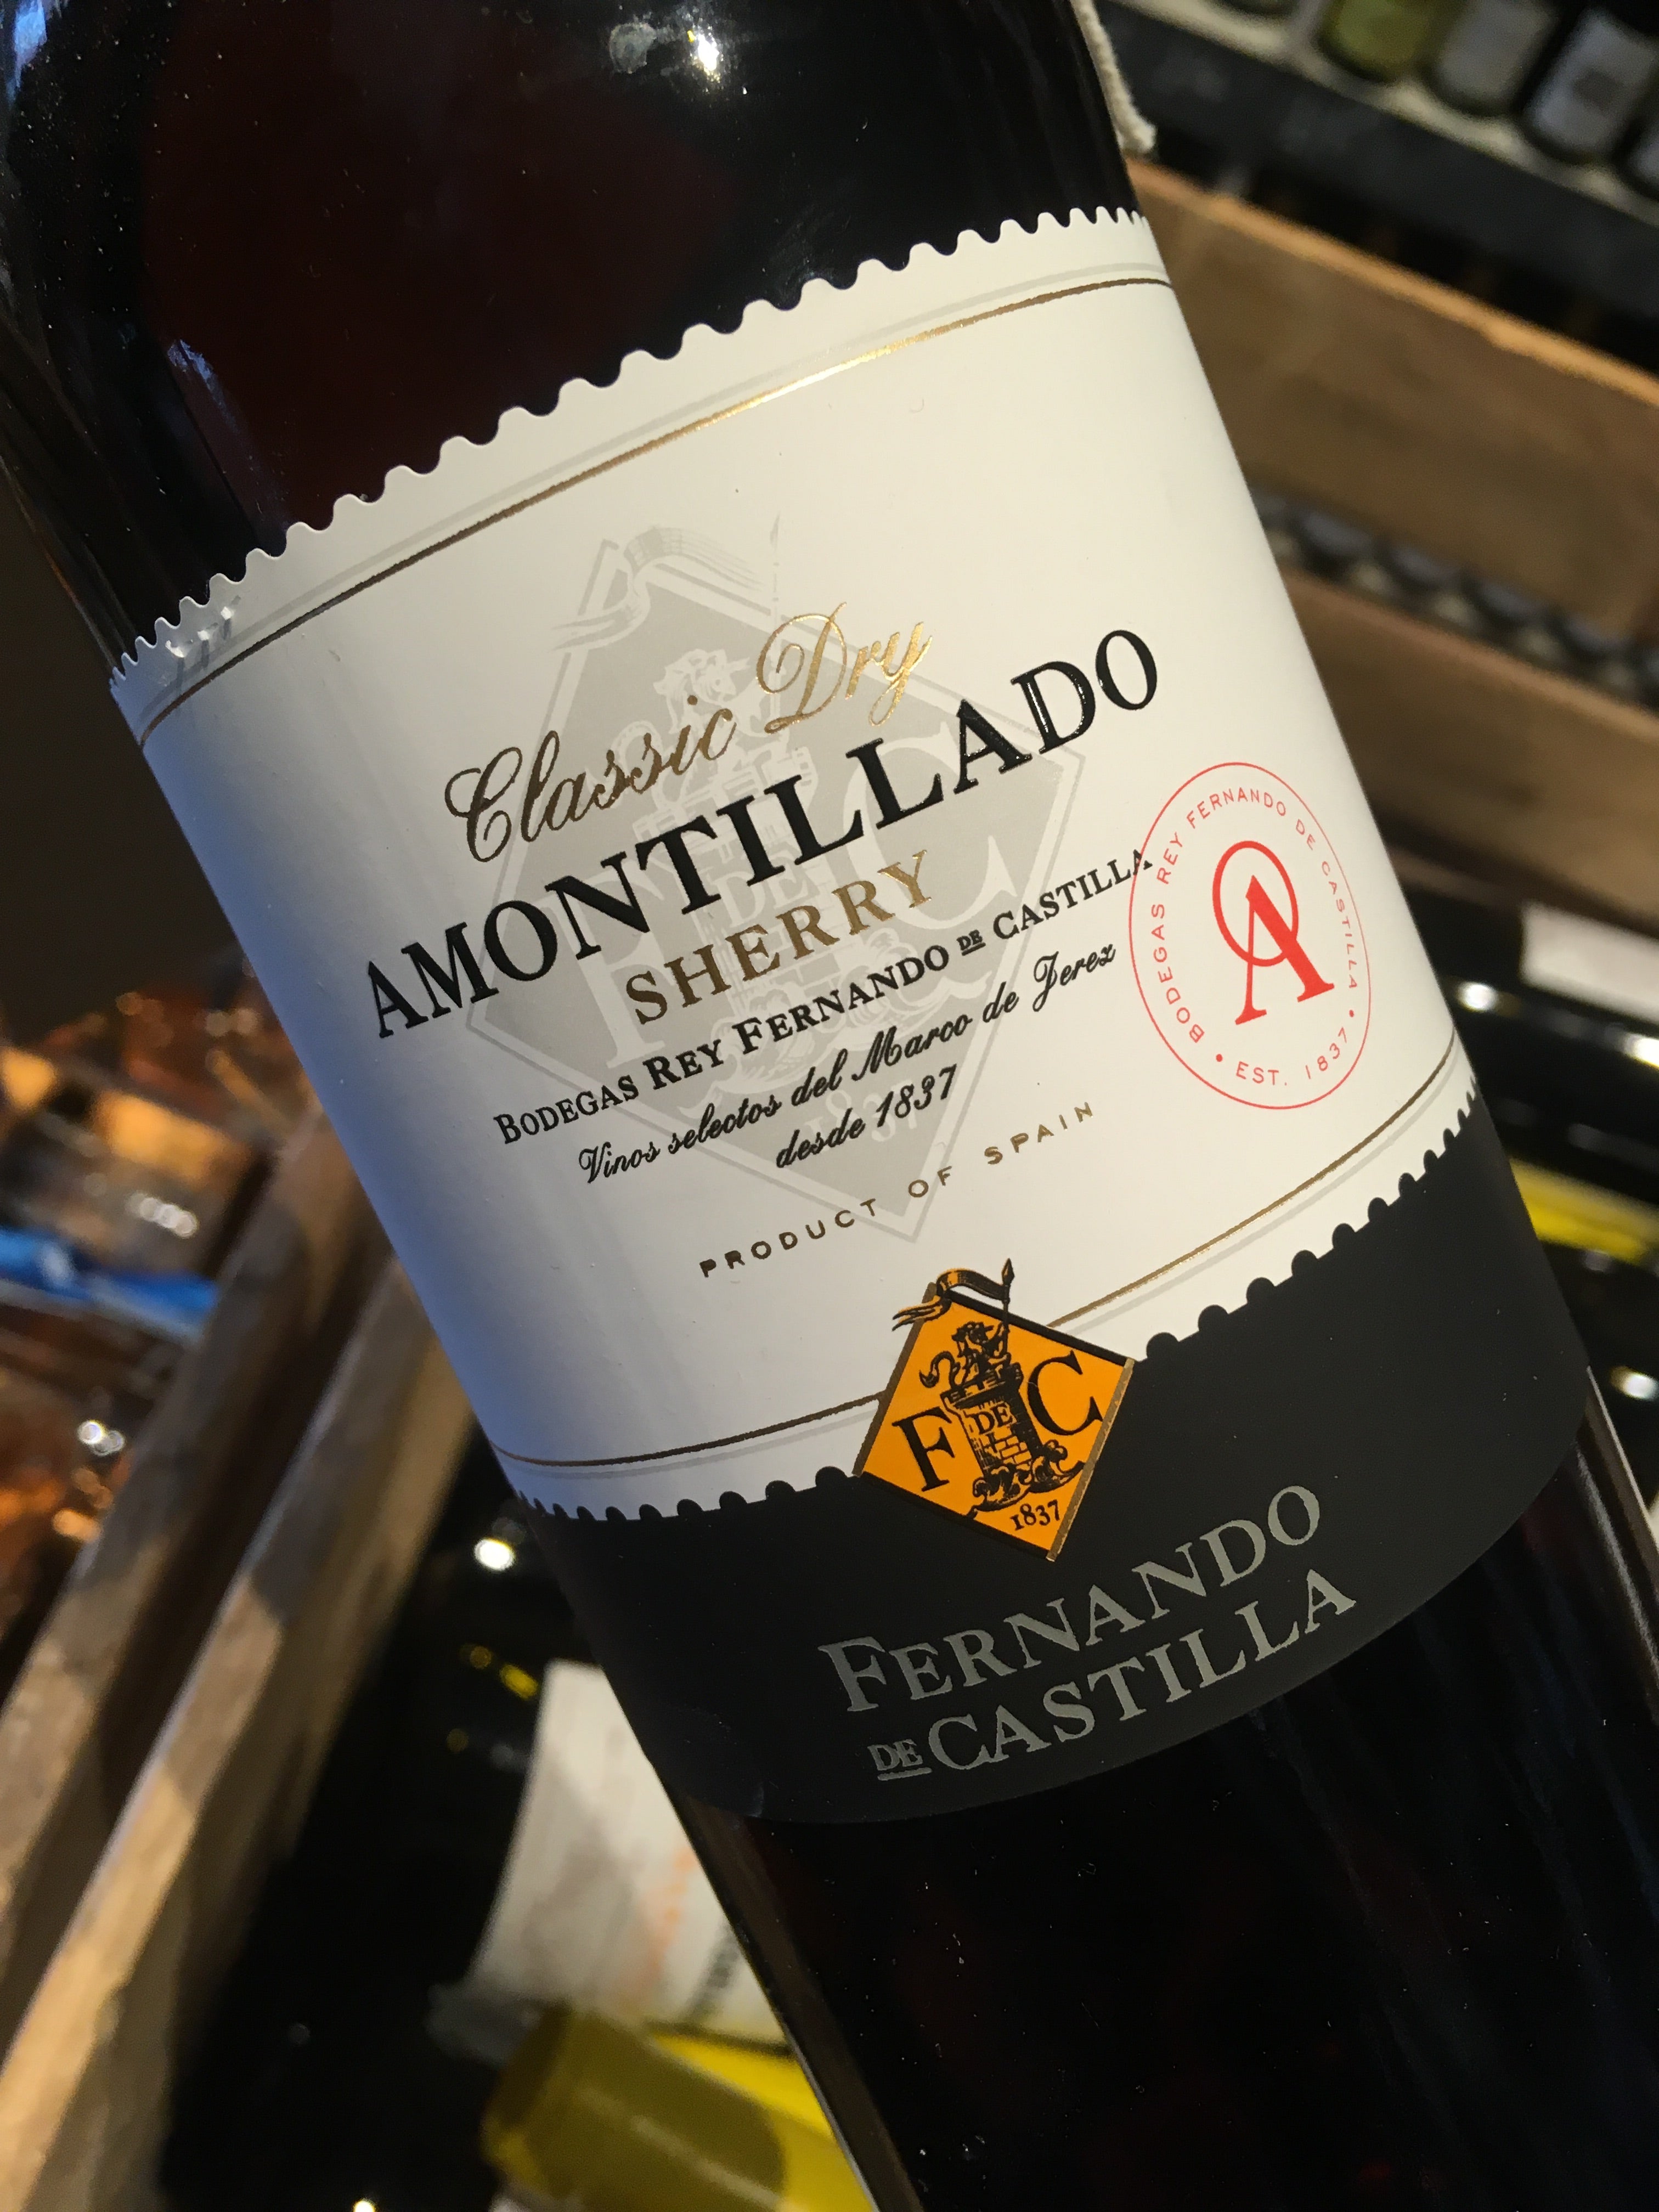 Classic Dry
AMONTILLADO
SHERRY
BODEGAS REY FERNANDO DE CASTILLA
Vinos selectos del Marco de Jerez
desde 1837
PRODUCT OF SPAIN
BODEGAS REY FERNANDO DE CASTILLA
A
• EST. 1837 •
F DE C
1837
FERNANDO
DE CASTILLA